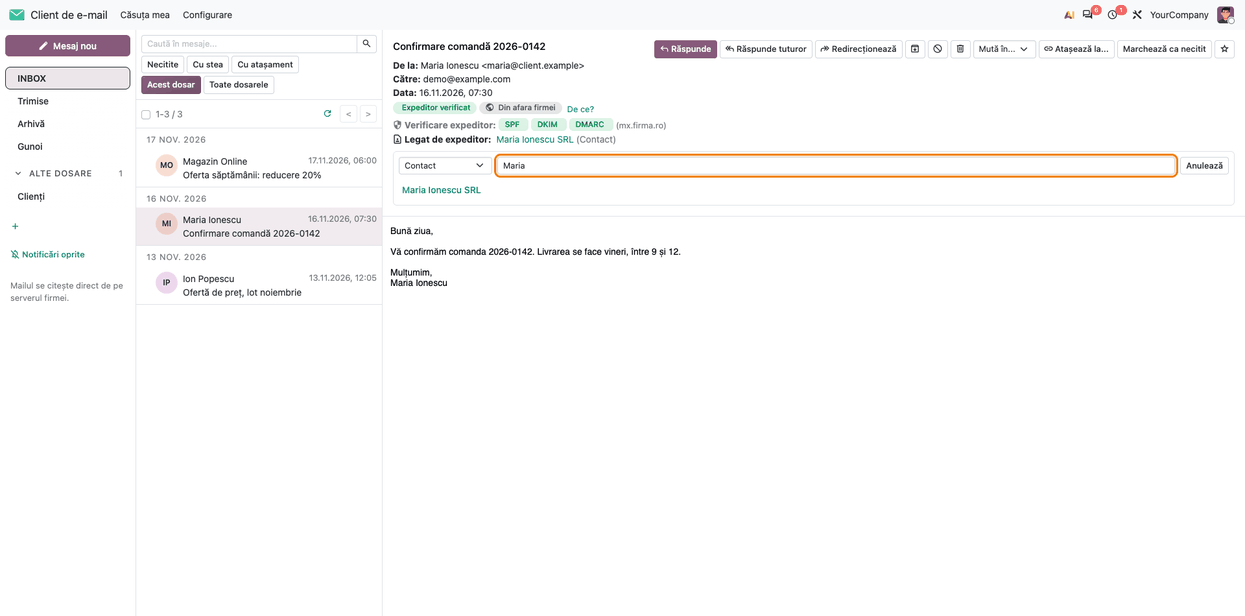 Client de e-mail
Căsuța mea
Configurare
AI
6
1
YourCompany
Mesaj nou
INBOX
Trimise
Arhivă
Gunoi
ALTE DOSARE 1
Clienți
+
Notificări oprite
Mailul se citește direct de pe
serverul firmei.
Caută în mesaje...
Necitite
Cu stea
Cu atașament
Acest dosar
Toate dosarele
1-3 / 3
< >
17 NOV. 2026
MO
Magazin Online 17.11.2026, 06:00
Oferta săptămânii: reducere 20%
16 NOV. 2026
MI
Maria Ionescu 16.11.2026, 07:30
Confirmare comandă 2026-0142
13 NOV. 2026
IP
Ion Popescu 13.11.2026, 12:05
Ofertă de preț, lot noiembrie
Confirmare comandă 2026-0142
Răspunde
Răspunde tuturor
Redirecționează
Mută în...
Atașează la...
Marchează ca necitit
De la: Maria Ionescu <maria@client.example>
Către: demo@example.com
Data: 16.11.2026, 07:30
Expeditor verificat
Din afara firmei
De ce?
Verificare expeditor: SPF DKIM DMARC (mx.firma.ro)
Legat de expeditor: Maria Ionescu SRL (Contact)
Contact
Maria
Anulează
Maria Ionescu SRL
Bună ziua,
Vă confirmăm comanda 2026-0142. Livrarea se face vineri, între 9 și 12.
Mulțumim,
Maria Ionescu